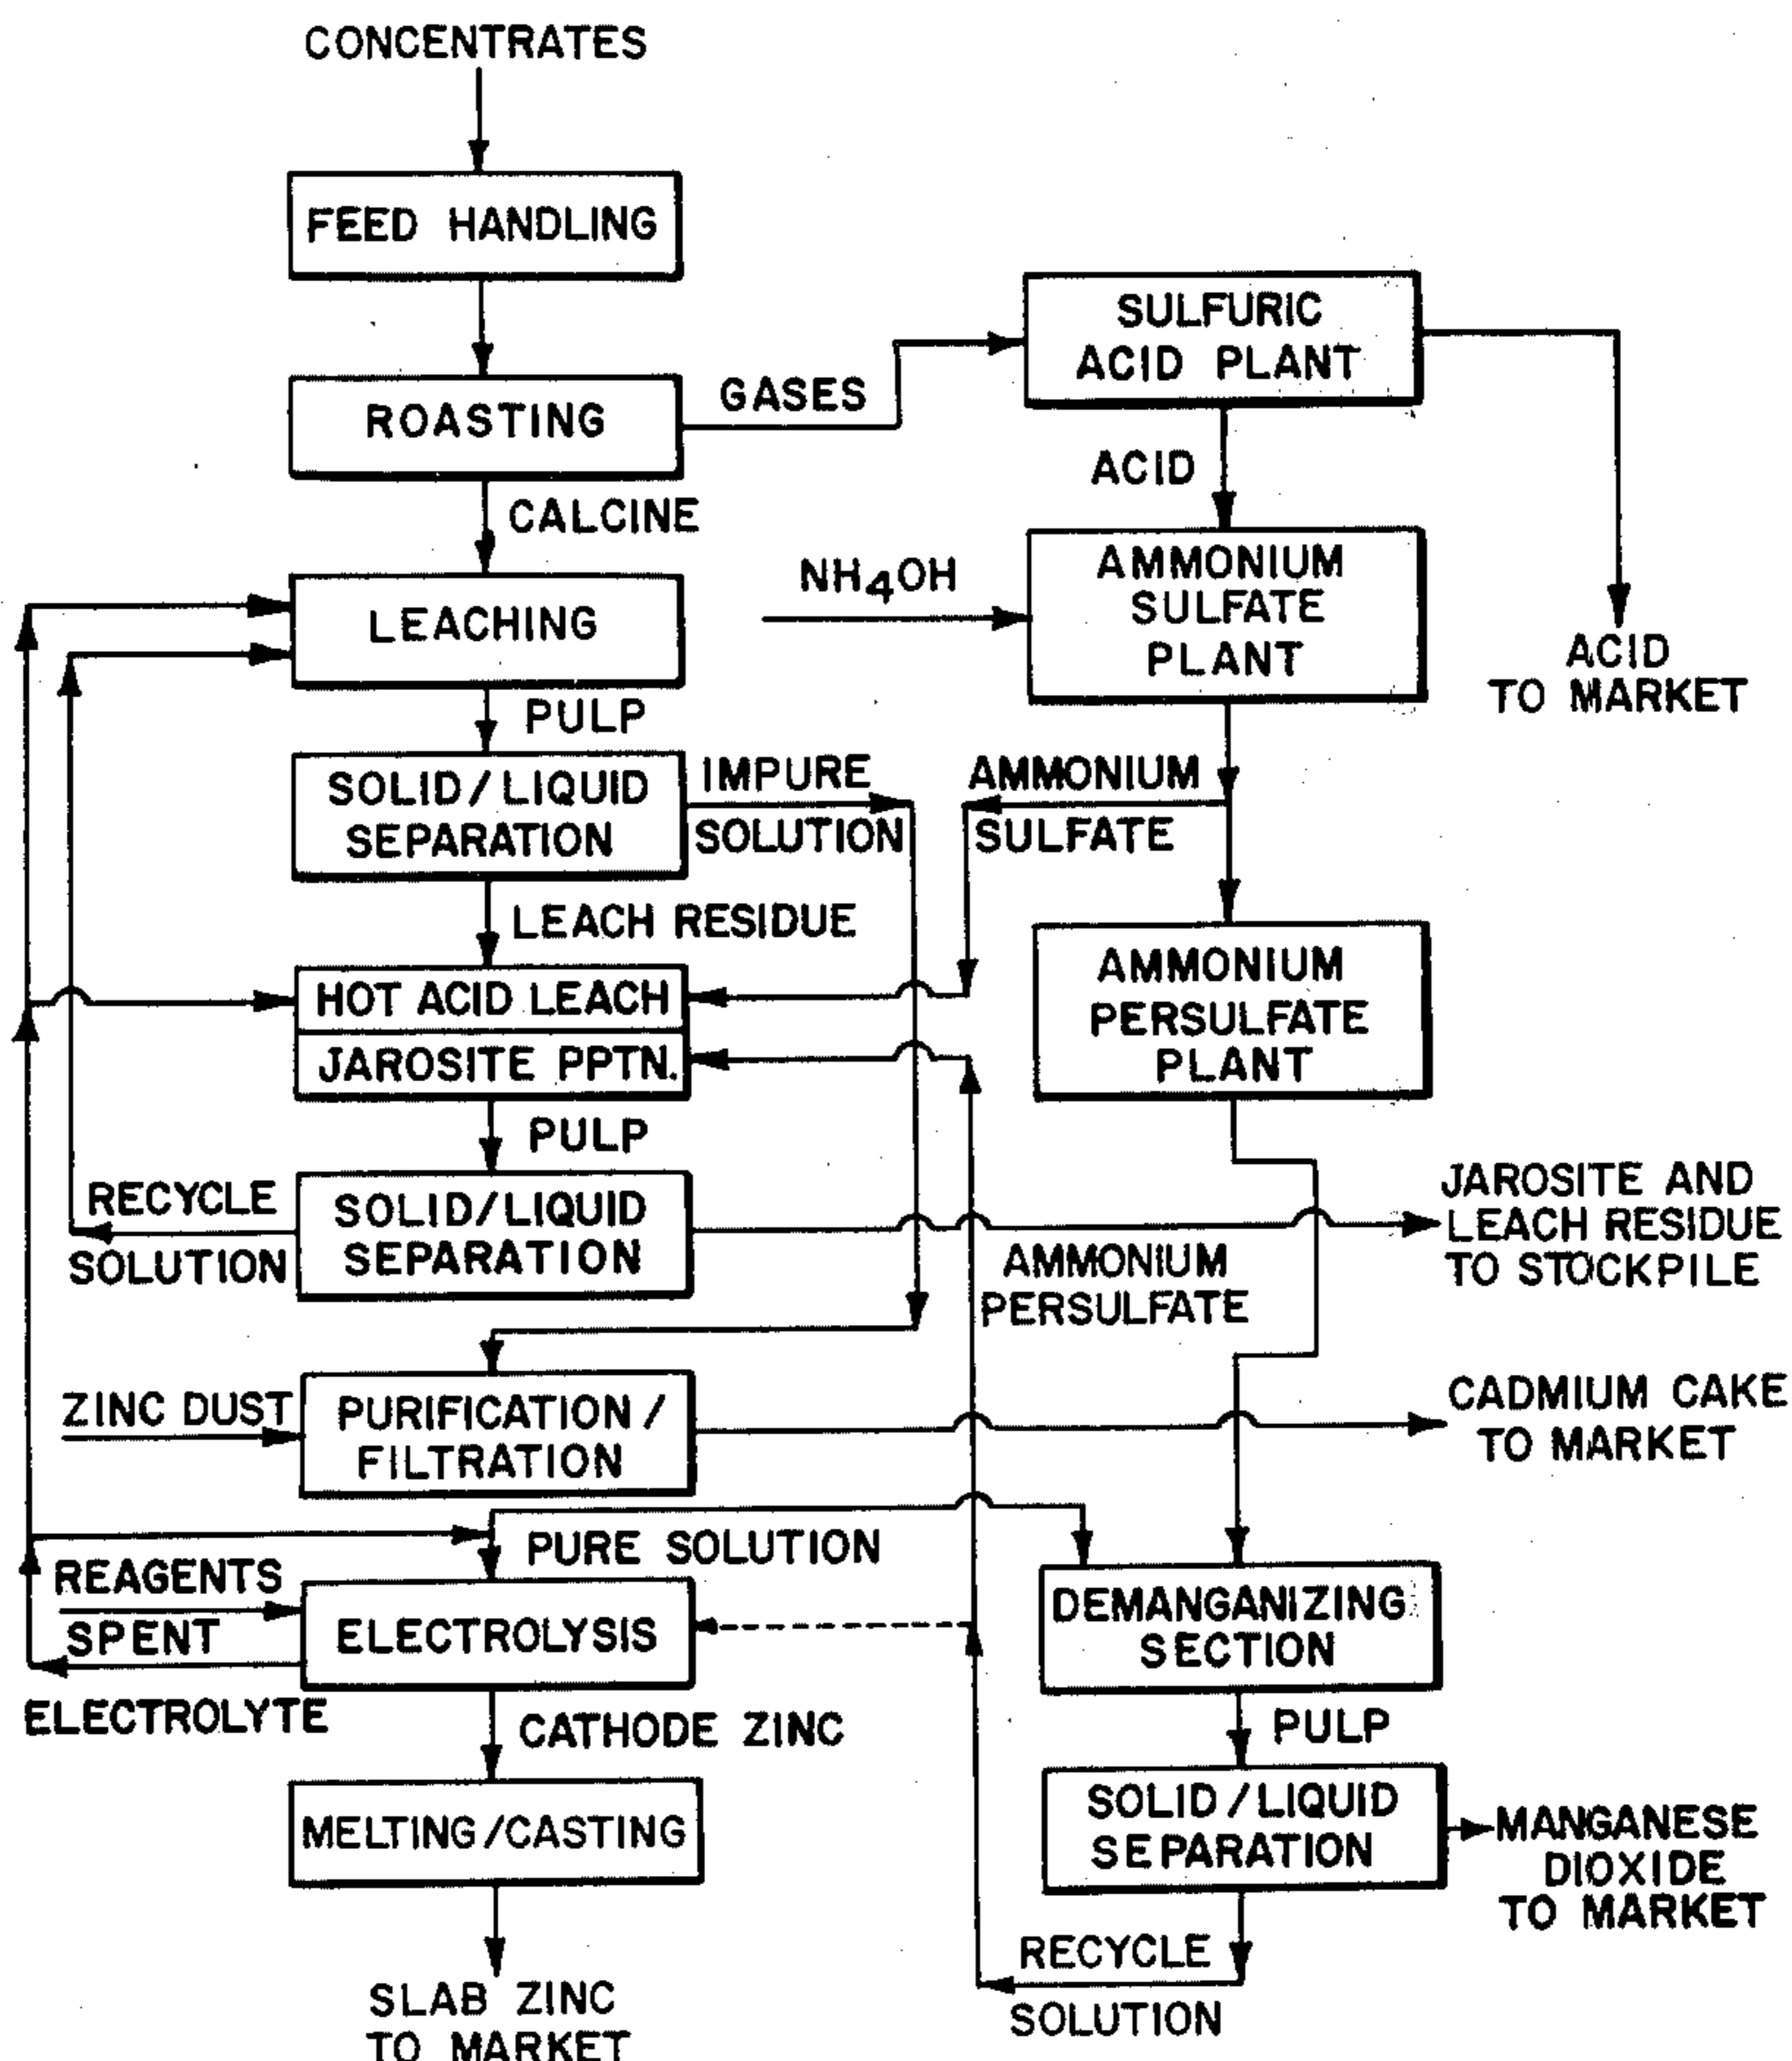 CONCENTRATES
FEED HANDLING
ROASTING
GASES
SULFURIC
ACID PLANT
ACID
CALCINE
LEACHING
NH4OH
AMMONIUM
SULFATE
PLANT
ACID
TO MARKET
PULP
SOLID/LIQUID
SEPARATION
IMPURE
SOLUTION
AMMONIUM
SULFATE
LEACH RESIDUE
HOT ACID LEACH
JAROSITE PPTN.
AMMONIUM
PERSULFATE
PLANT
PULP
RECYCLE
SOLUTION
SOLID/LIQUID
SEPARATION
JAROSITE AND
LEACH RESIDUE
TO STOCKPILE
AMMONIUM
PERSULFATE
ZINC DUST
PURIFICATION/
FILTRATION
CADMIUM CAKE
TO MARKET
PURE SOLUTION
REAGENTS
SPENT
ELECTROLYTE
ELECTROLYSIS
DEMANGANIZING
SECTION
CATHODE ZINC
PULP
MELTING/CASTING
SOLID/LIQUID
SEPARATION
MANGANESE
DIOXIDE
TO MARKET
RECYCLE
SOLUTION
SLAB ZINC
TO MARKET